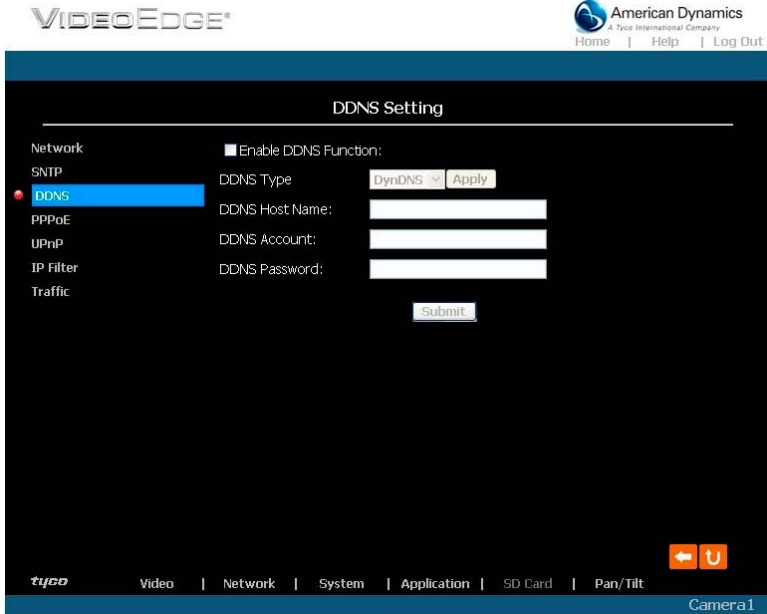 VIDEOEDGE®
American Dynamics
A Tyco International Company
Home | Help | Log Out
DDNS Setting
Network
SNTP
DDNS
PPPoE
UPnP
IP Filter
Traffic
Enable DDNS Function:
DDNS Type DynDNS Apply
DDNS Host Name:
DDNS Account:
DDNS Password:
Submit
tyco Video | Network | System | Application | SD Card | Pan/Tilt
Camera1